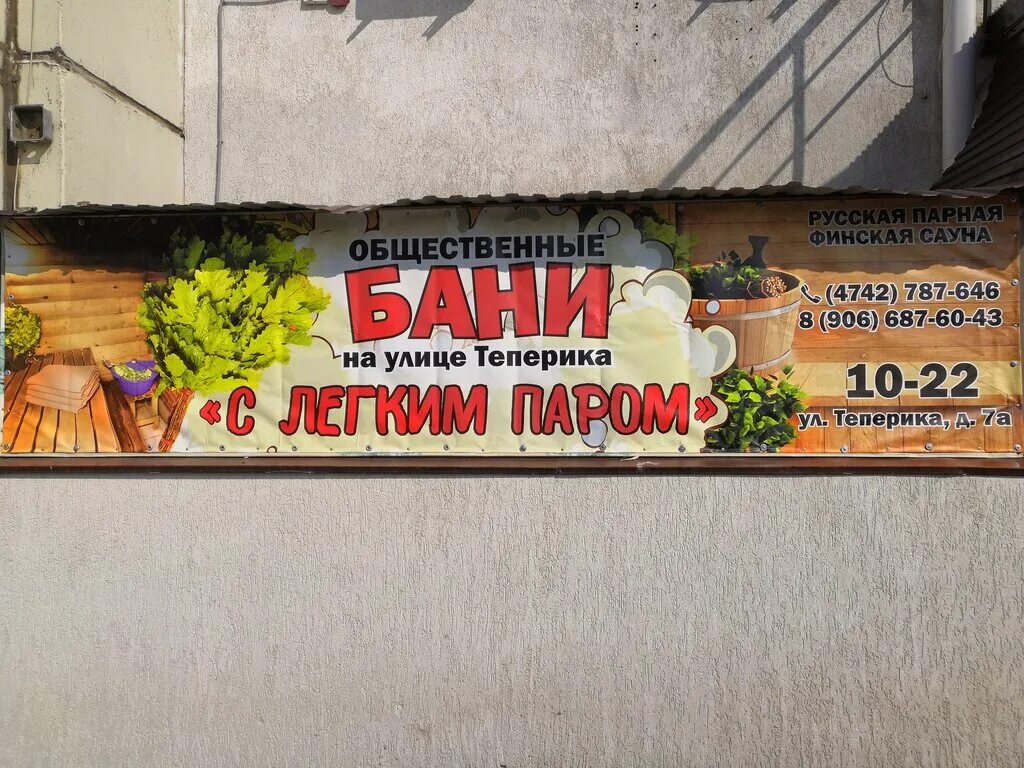 ОБЩЕСТВЕННЫЕ
БАНИ
на улице Теперика
«С ЛЕГКИМ ПАРОМ»
РУССКАЯ ПАРНАЯ
ФИНСКАЯ САУНА
(4742) 787-646
8 (906) 687-60-43
10-22
ул. Теперика, д. 7а